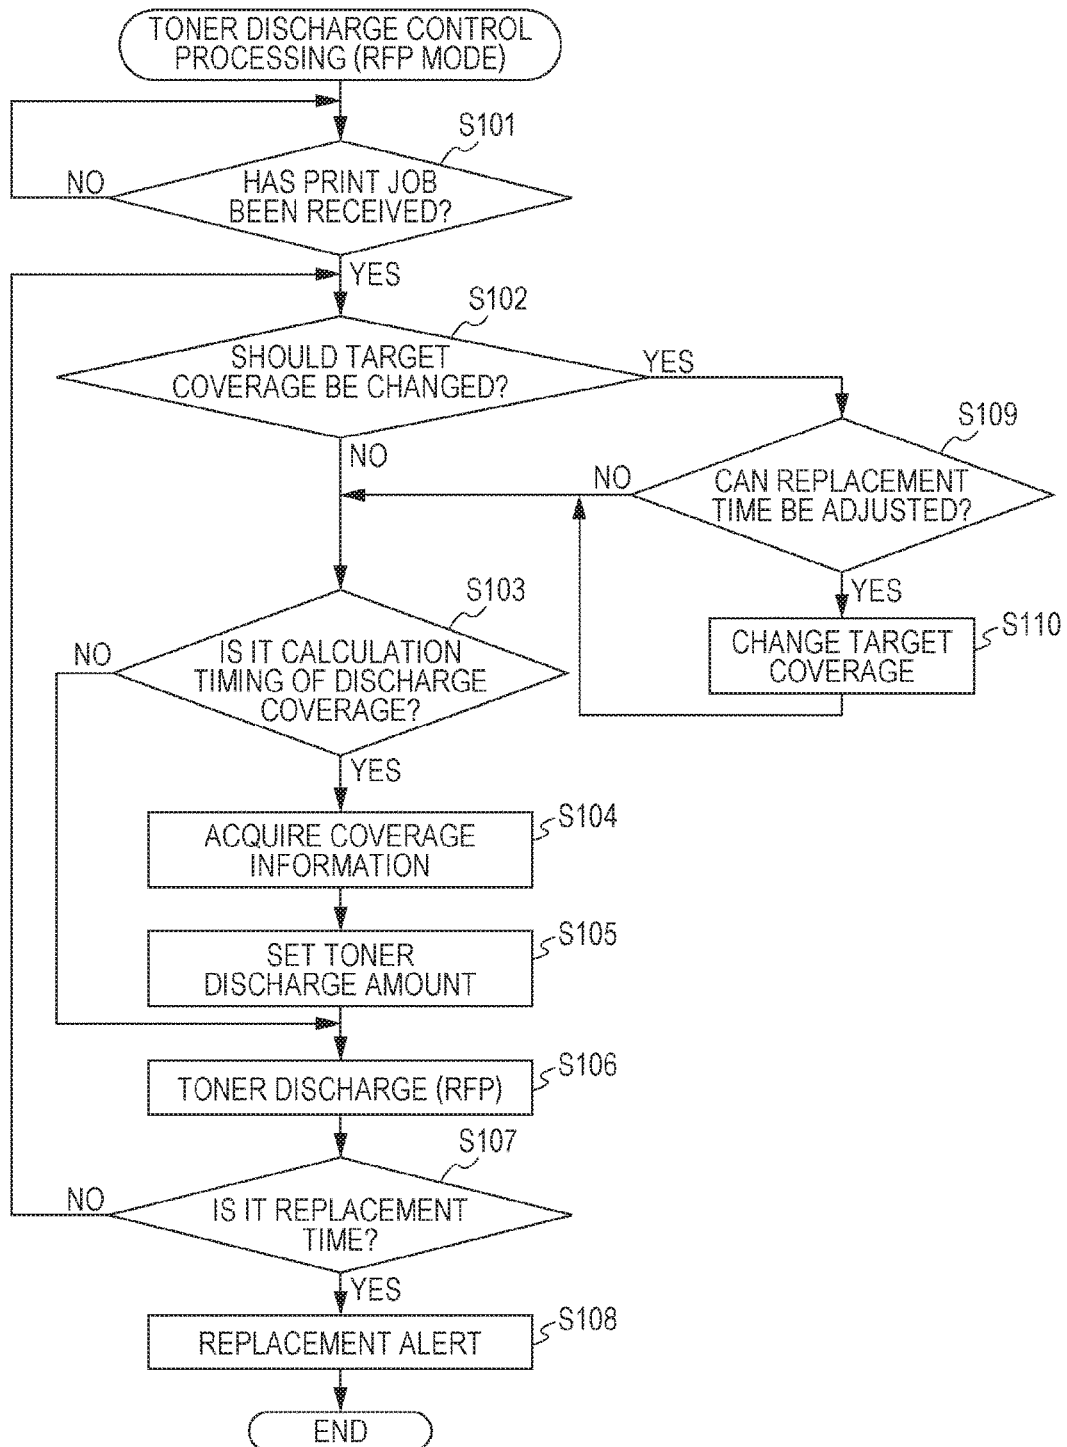 TONER DISCHARGE CONTROL
PROCESSING (RFP MODE)
S101
NO
HAS PRINT JOB
BEEN RECEIVED?
YES
S102
SHOULD TARGET
COVERAGE BE CHANGED?
YES
NO
S109
NO
CAN REPLACEMENT
TIME BE ADJUSTED?
YES
S110
CHANGE TARGET
COVERAGE
S103
NO
IS IT CALCULATION
TIMING OF DISCHARGE
COVERAGE?
YES
S104
ACQUIRE COVERAGE
INFORMATION
S105
SET TONER
DISCHARGE AMOUNT
S106
TONER DISCHARGE (RFP)
S107
NO
IS IT REPLACEMENT
TIME?
YES
S108
REPLACEMENT ALERT
END